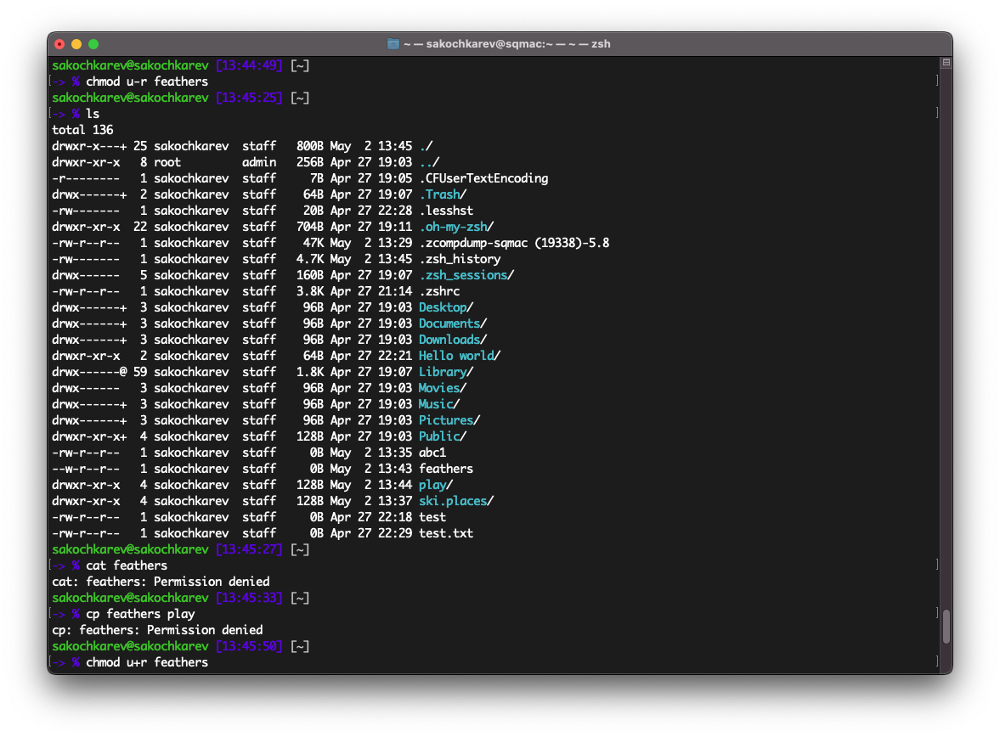 ~ — sakochkarev@sqmac:~ — ~ — zsh
sakochkarev@sakochkarev [13:44:49] [~]
[-> % chmod u-r feathers ]
sakochkarev@sakochkarev [13:45:25] [~]
[-> % ls ]
total 136
drwxr-x---+ 25 sakochkarev  staff   800B May  2 13:45 ./
drwxr-xr-x   8 root         admin   256B Apr 27 19:03 ../
-r--------   1 sakochkarev  staff     7B Apr 27 19:05 .CFUserTextEncoding
drwx------+  2 sakochkarev  staff    64B Apr 27 19:07 .Trash/
-rw-------   1 sakochkarev  staff    20B Apr 27 22:28 .lesshst
drwxr-xr-x  22 sakochkarev  staff   704B Apr 27 19:11 .oh-my-zsh/
-rw-r--r--   1 sakochkarev  staff    47K May  2 13:29 .zcompdump-sqmac (19338)-5.8
-rw-------   1 sakochkarev  staff   4.7K May  2 13:45 .zsh_history
drwx------   5 sakochkarev  staff   160B Apr 27 19:07 .zsh_sessions/
-rw-r--r--   1 sakochkarev  staff   3.8K Apr 27 21:14 .zshrc
drwx------+  3 sakochkarev  staff    96B Apr 27 19:03 Desktop/
drwx------+  3 sakochkarev  staff    96B Apr 27 19:03 Documents/
drwx------+  3 sakochkarev  staff    96B Apr 27 19:03 Downloads/
drwxr-xr-x   2 sakochkarev  staff    64B Apr 27 22:21 Hello world/
drwx------@ 59 sakochkarev  staff   1.8K Apr 27 19:07 Library/
drwx------   3 sakochkarev  staff    96B Apr 27 19:03 Movies/
drwx------+  3 sakochkarev  staff    96B Apr 27 19:03 Music/
drwx------+  3 sakochkarev  staff    96B Apr 27 19:03 Pictures/
drwxr-xr-x+  4 sakochkarev  staff   128B Apr 27 19:03 Public/
-rw-r--r--   1 sakochkarev  staff     0B May  2 13:35 abc1
--w-r--r--   1 sakochkarev  staff     0B May  2 13:43 feathers
drwxr-xr-x   4 sakochkarev  staff   128B May  2 13:44 play/
drwxr-xr-x   4 sakochkarev  staff   128B May  2 13:37 ski.places/
-rw-r--r--   1 sakochkarev  staff     0B Apr 27 22:18 test
-rw-r--r--   1 sakochkarev  staff     0B Apr 27 22:29 test.txt
sakochkarev@sakochkarev [13:45:27] [~]
[-> % cat feathers ]
cat: feathers: Permission denied
sakochkarev@sakochkarev [13:45:33] [~]
[-> % cp feathers play ]
cp: feathers: Permission denied
sakochkarev@sakochkarev [13:45:50] [~]
[-> % chmod u+r feathers ]